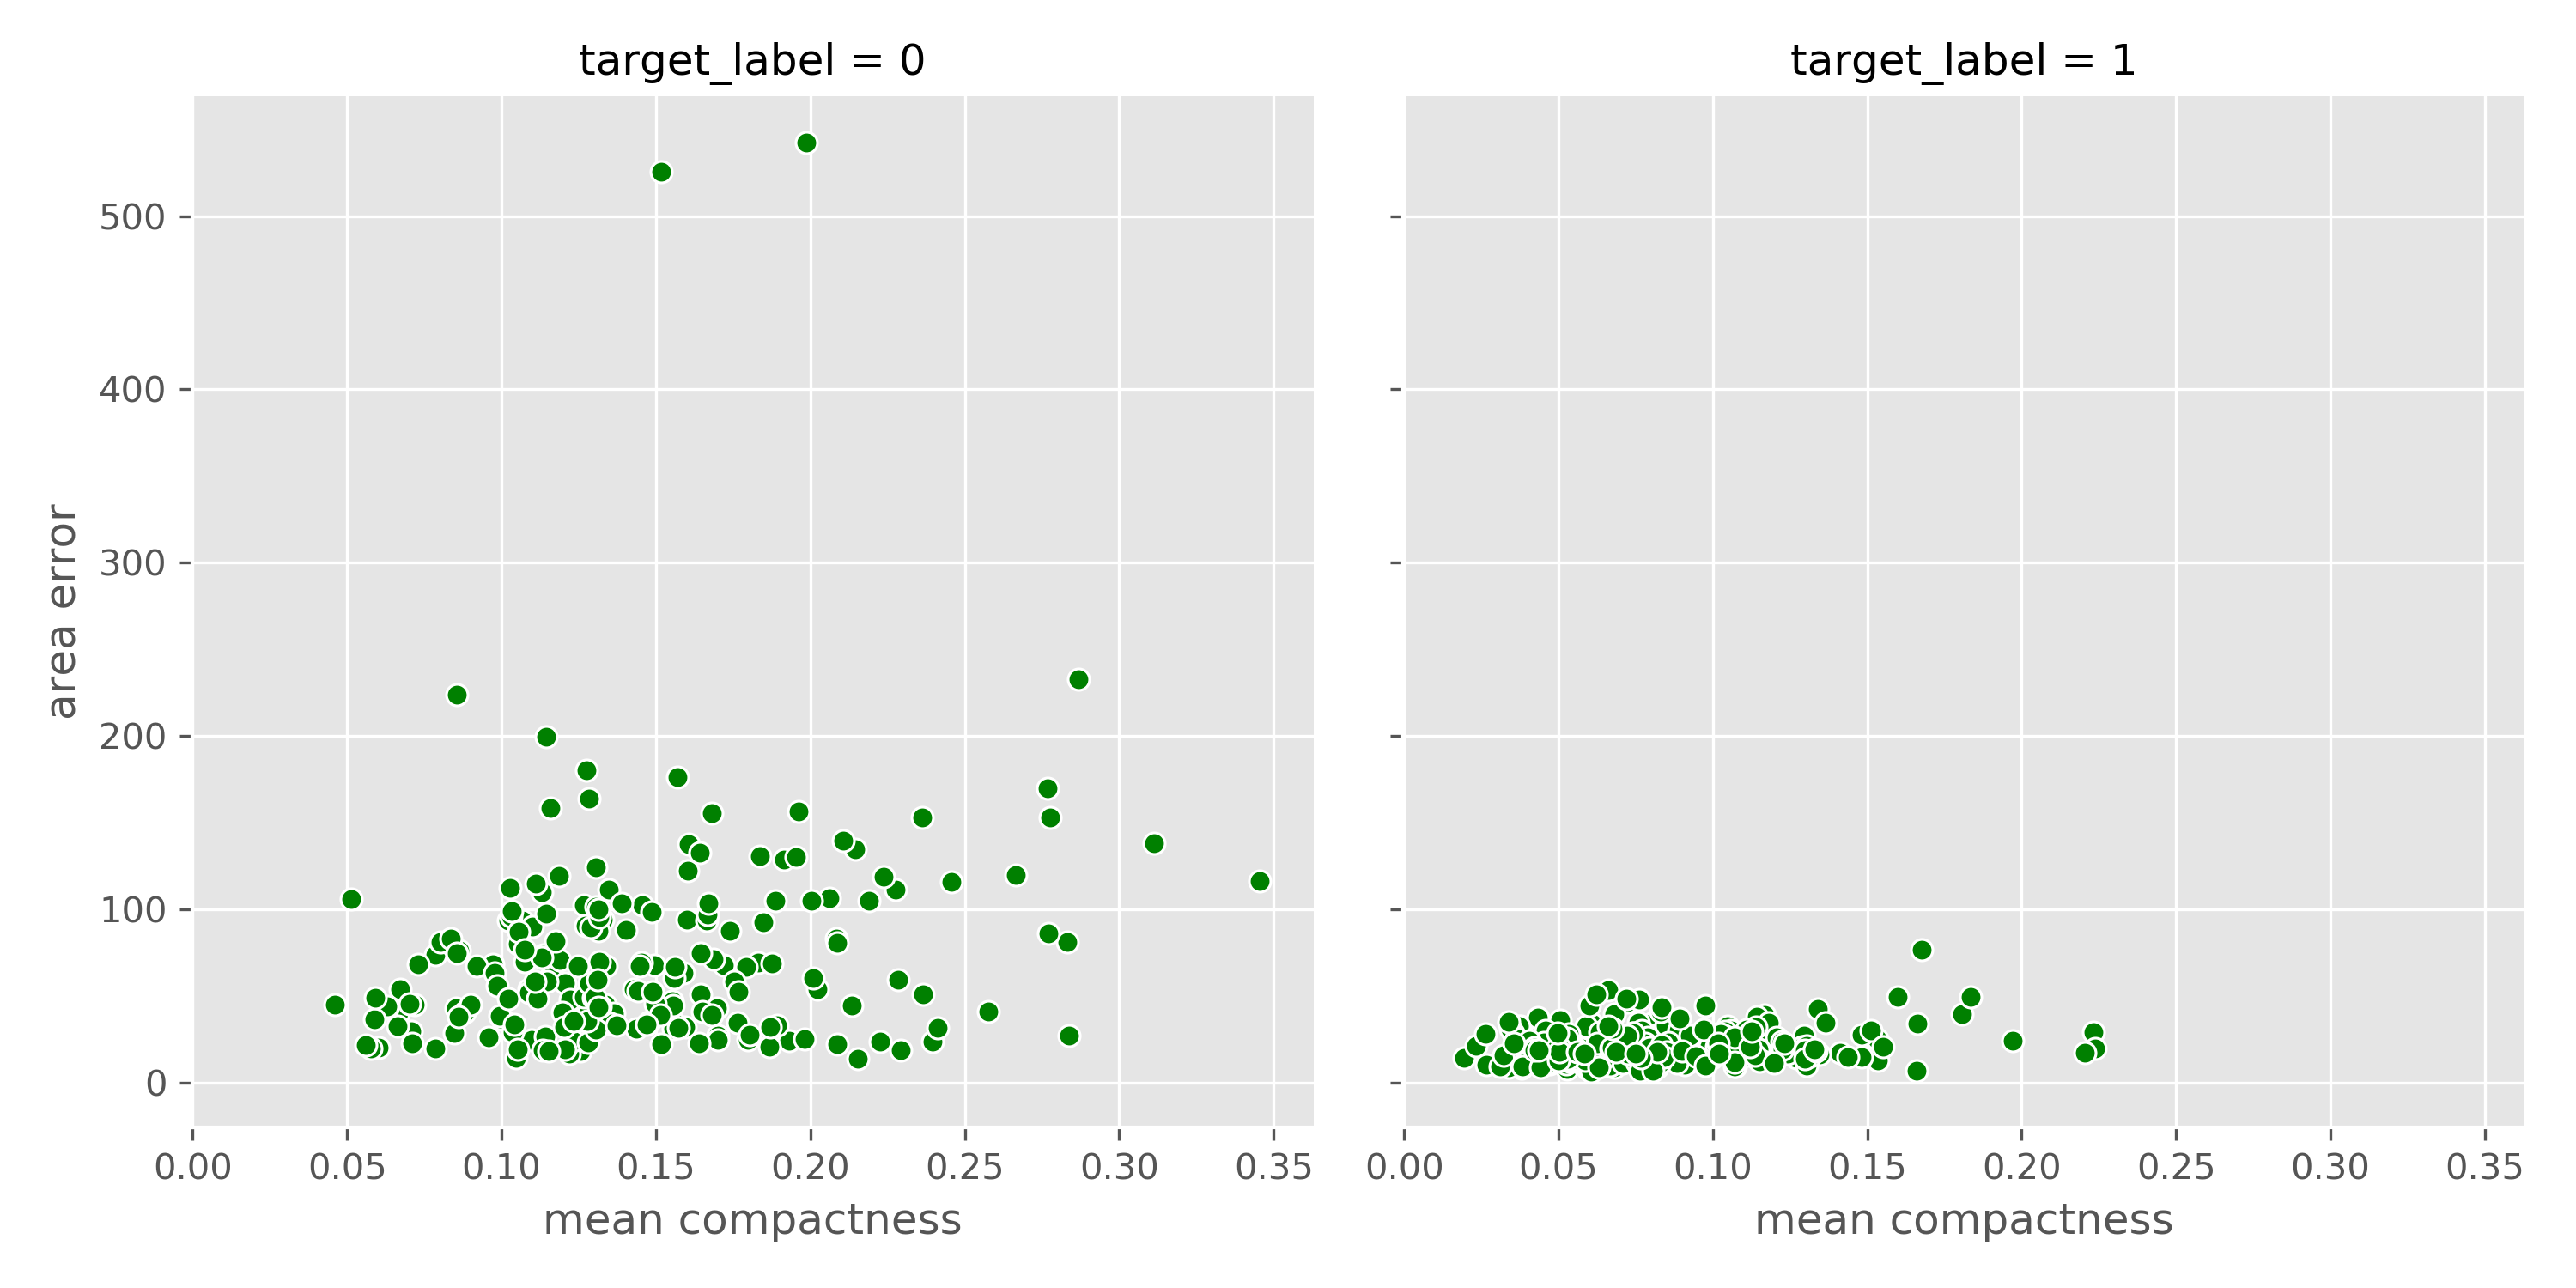 target_label = 0
target_label = 1
500
400
300
200
100
0
area error
0.00 0.05 0.10 0.15 0.20 0.25 0.30 0.35
0.00 0.05 0.10 0.15 0.20 0.25 0.30 0.35
mean compactness
mean compactness